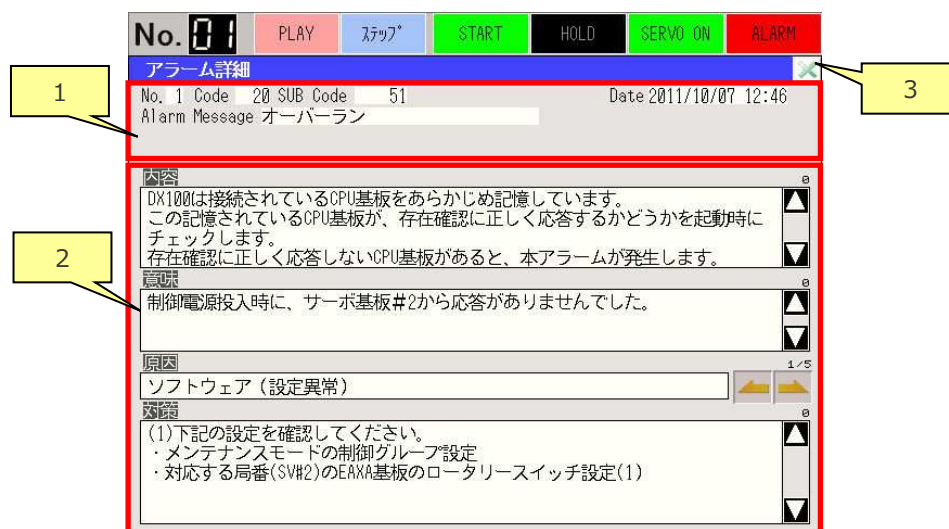 No. 01 PLAY ｽﾃｯﾌﾟ START HOLD SERVO ON ALARM
アラーム詳細
1
3
No. 1 Code 20 SUB Code 51 Date 2011/10/07 12:46
Alarm Message オーバーラン
内容 0
DX100は接続されているCPU基板をあらかじめ記憶しています。
この記憶されているCPU基板が、存在確認に正しく応答するかどうかを起動時に
チェックします。
存在確認に正しく応答しないCPU基板があると、本アラームが発生します。
2
意味 0
制御電源投入時に、サーボ基板#2から応答がありませんでした。
原因 1/5
ソフトウェア(設定異常)
対策 0
(1)下記の設定を確認してください。
・メンテナンスモードの制御グループ設定
・対応する局番(SV#2)のEAXA基板のロータリースイッチ設定(1)